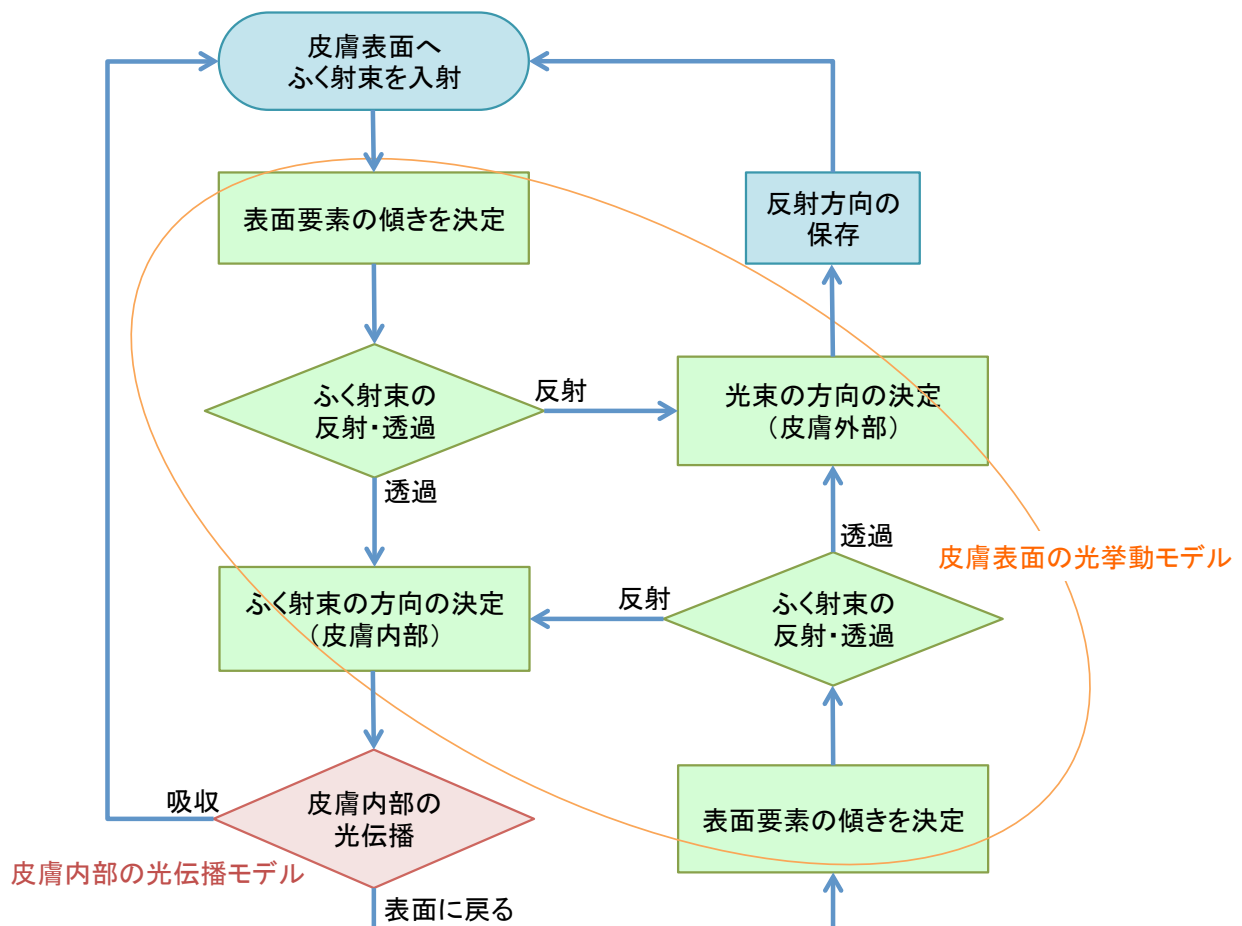 皮膚表面へ
ふく射束を入射
表面要素の傾きを決定
反射方向の
保存
ふく射束の
反射・透過
反射
光束の方向の決定
（皮膚外部）
透過
透過
皮膚表面の光挙動モデル
ふく射束の方向の決定
（皮膚内部）
反射
ふく射束の
反射・透過
吸収
皮膚内部の
光伝播
表面要素の傾きを決定
皮膚内部の光伝播モデル
表面に戻る